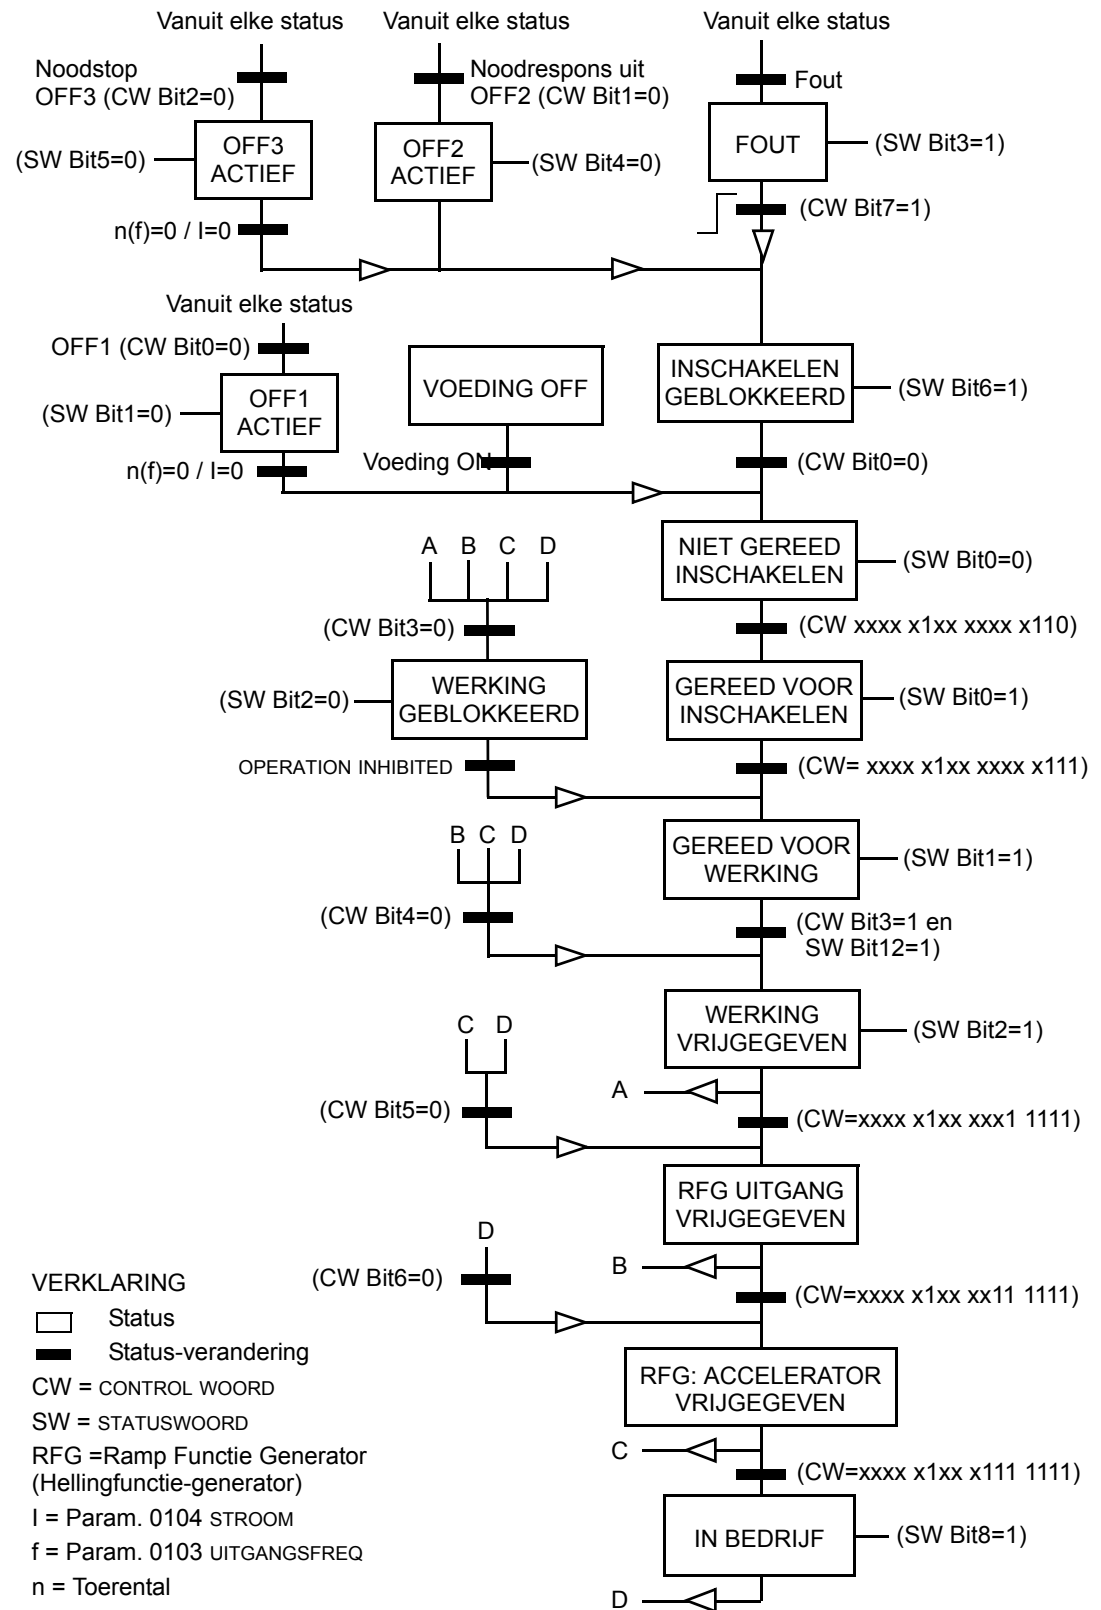 Vanuit elke status
Vanuit elke status
Vanuit elke status
Noodstop
OFF3 (CW Bit2=0)
Noodrespons uit
OFF2 (CW Bit1=0)
Fout
(SW Bit5=0)
OFF3
ACTIEF
OFF2
ACTIEF
(SW Bit4=0)
FOUT
(SW Bit3=1)
n(f)=0 / I=0
(CW Bit7=1)
Vanuit elke status
OFF1 (CW Bit0=0)
(SW Bit1=0)
OFF1
ACTIEF
VOEDING OFF
INSCHAKELEN
GEBLOKKEERD
(SW Bit6=1)
n(f)=0 / I=0
Voeding ON
(CW Bit0=0)
A B C D
NIET GEREED
INSCHAKELEN
(SW Bit0=0)
(CW Bit3=0)
(CW xxxx x1xx xxxx x110)
(SW Bit2=0)
WERKING
GEBLOKKEERD
GEREED VOOR
INSCHAKELEN
(SW Bit0=1)
OPERATION INHIBITED
(CW= xxxx x1xx xxxx x111)
B C D
GEREED VOOR
WERKING
(SW Bit1=1)
(CW Bit4=0)
(CW Bit3=1 en
SW Bit12=1)
C D
WERKING
VRIJGEGEVEN
(SW Bit2=1)
A
(CW Bit5=0)
(CW=xxxx x1xx xxx1 1111)
RFG UITGANG
VRIJGEGEVEN
D
B
(CW Bit6=0)
(CW=xxxx x1xx xx11 1111)
RFG: ACCELERATOR
VRIJGEGEVEN
C
(CW=xxxx x1xx x111 1111)
IN BEDRIJF
(SW Bit8=1)
D
VERKLARING
Status
Status-verandering
CW = CONTROL WOORD
SW = STATUSWOORD
RFG =Ramp Functie Generator
(Hellingfunctie-generator)
I = Param. 0104 STROOM
f = Param. 0103 UITGANGSFREQ
n = Toerental